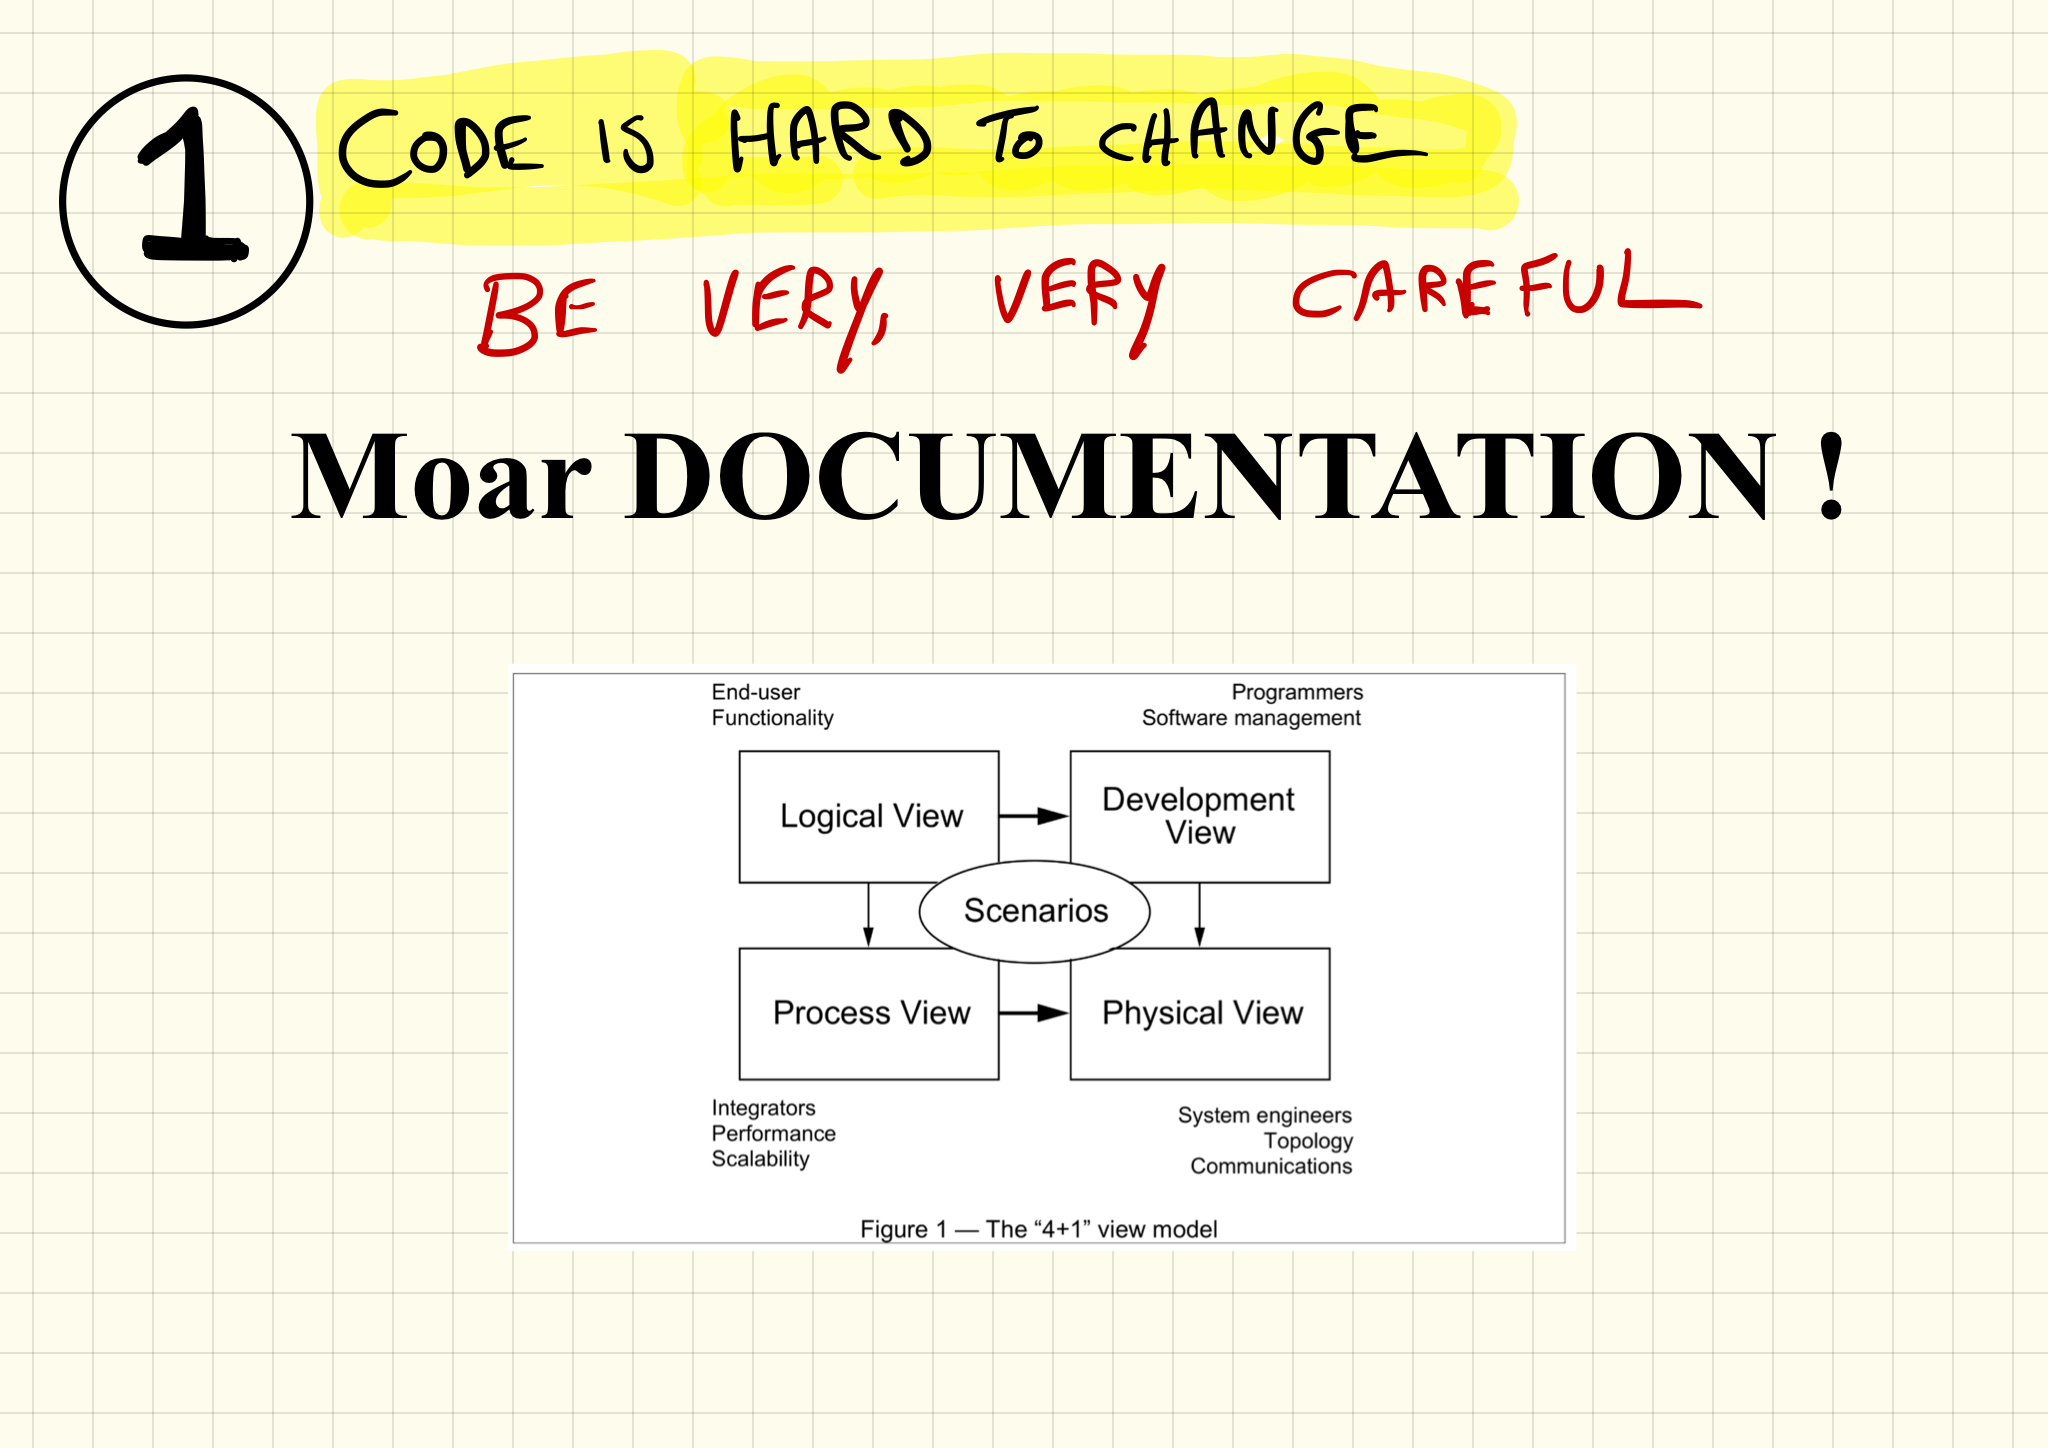 1
CODE IS HARD TO CHANGE
BE VERY, VERY CAREFUL
Moar DOCUMENTATION !
End-user
Functionality
Programmers
Software management
Logical View
Development
View
Scenarios
Process View
Physical View
Integrators
Performance
Scalability
System engineers
Topology
Communications
Figure 1 — The “4+1” view model